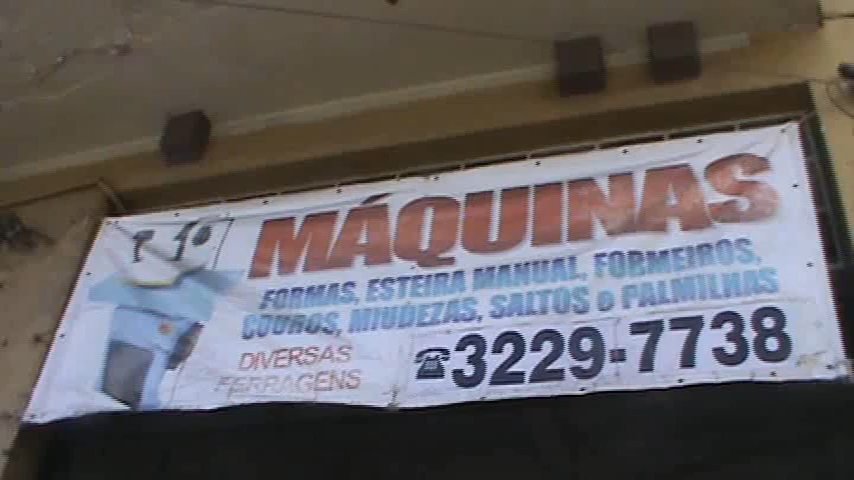 MÁQUINAS
FORMAS, ESTEIRA MANUAL, FORMEIROS,
COUROS, MIUDEZAS, SALTOS e PALMILHAS
DIVERSAS
FERRAGENS
☎3229-7738